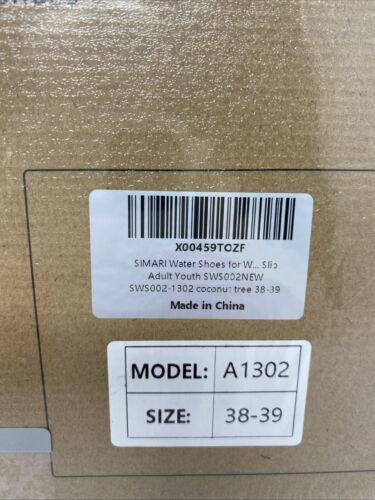 X00459TOZF
SIMARI Water Shoes for W... Slip
Adult Youth SWS002NEW
SWS002-1302 coconut tree 38-39
Made in China
MODEL: A1302
SIZE: 38-39